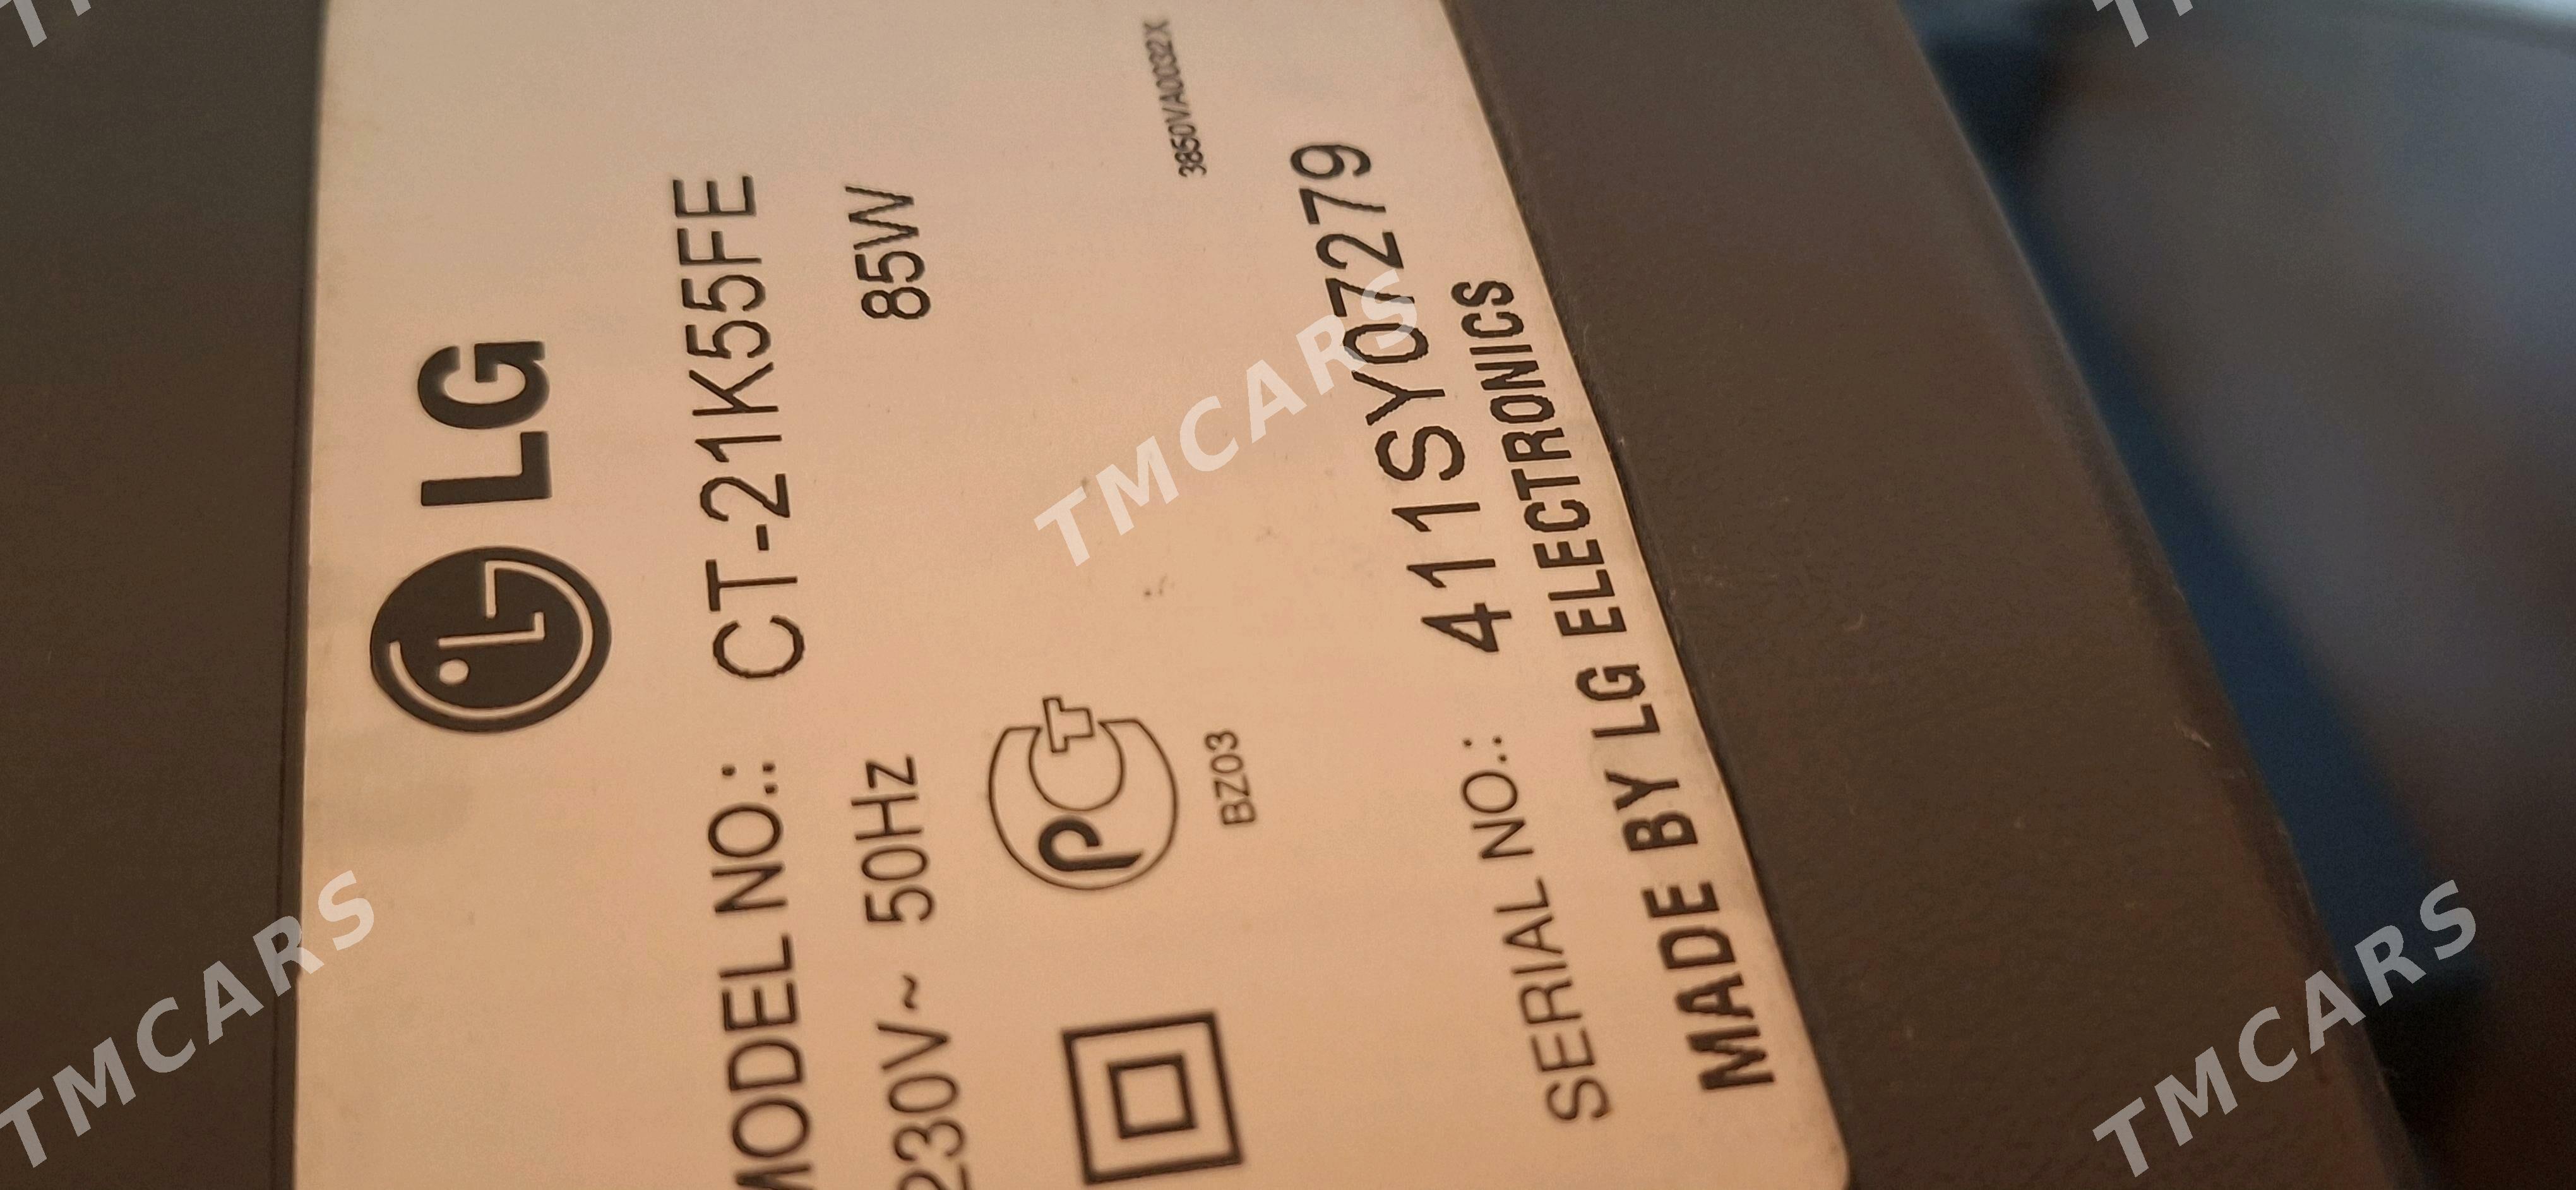 LG
MODEL NO.: CT-21K55FE
230V~ 50Hz 85W
PCT
BZ03
3850VA0032X
SERIAL NO.: 411SY07279
MADE BY LG ELECTRONICS
TMCARS
TMCARS
TMCARS